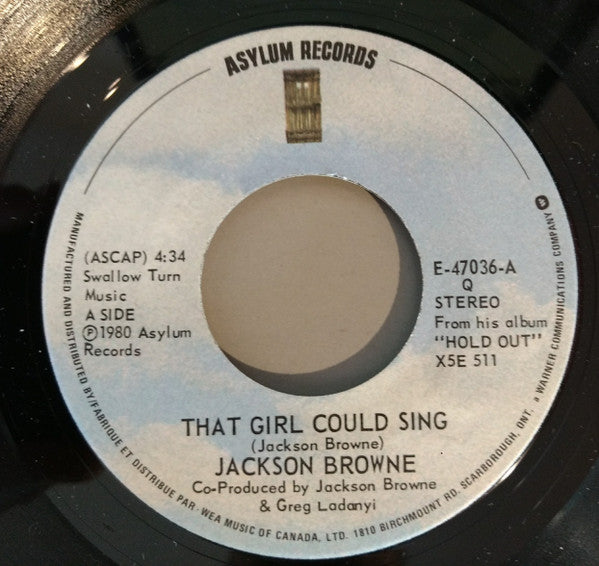 ASYLUM RECORDS
(ASCAP) 4:34
Swallow Turn
Music
A SIDE
Ⓟ1980 Asylum
Records
E-47036-A
Q
STEREO
From his album
"HOLD OUT"
X5E 511
THAT GIRL COULD SING
(Jackson Browne)
JACKSON BROWNE
Co-Produced by Jackson Browne
& Greg Ladanyi
MANUFACTURED AND DISTRIBUTED BY/FABRIQUE ET DISTRIBUE PAR-WEA MUSIC OF CANADA, LTD. 1810 BIRCHMOUNT RD. SCARBOROUGH, ONT. a WARNER COMMUNICATIONS COMPANY